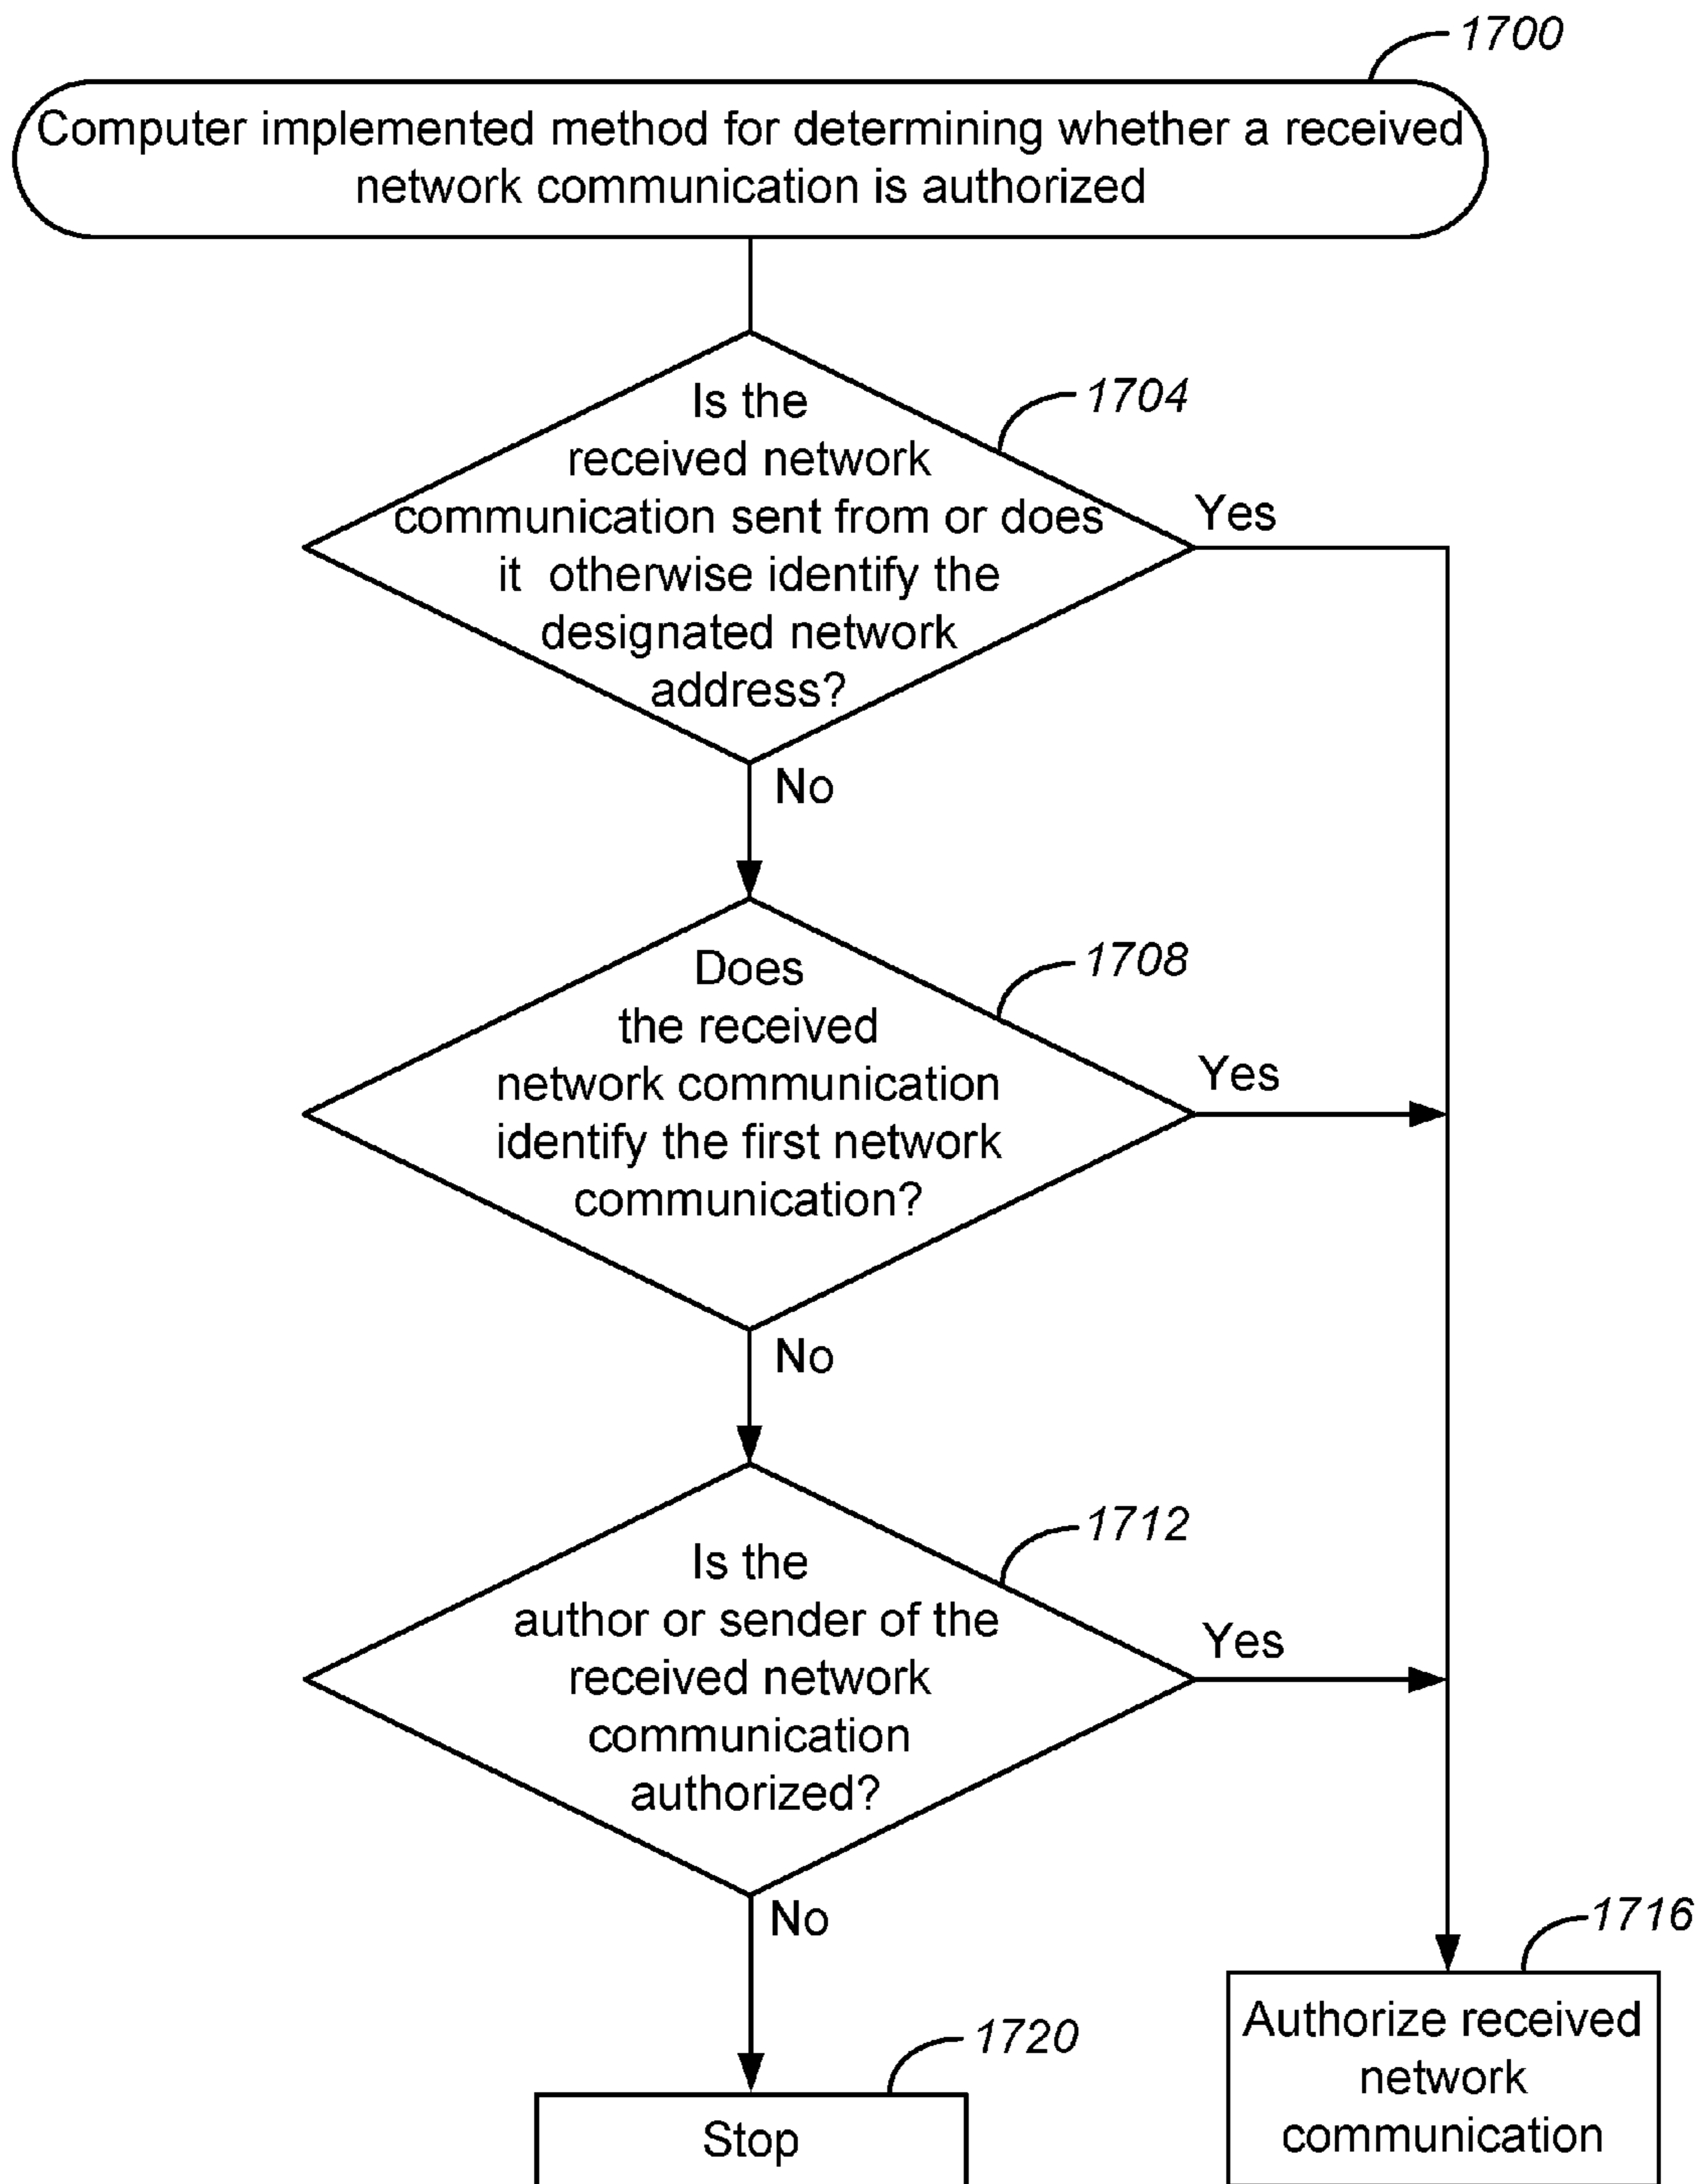 1700
Computer implemented method for determining whether a received
network communication is authorized
1704
Is the
received network
communication sent from or does
it otherwise identify the
designated network
address?
Yes
No
1708
Does
the received
network communication
identify the first network
communication?
Yes
No
1712
Is the
author or sender of the
received network
communication
authorized?
Yes
No
1716
Authorize received
network
communication
1720
Stop